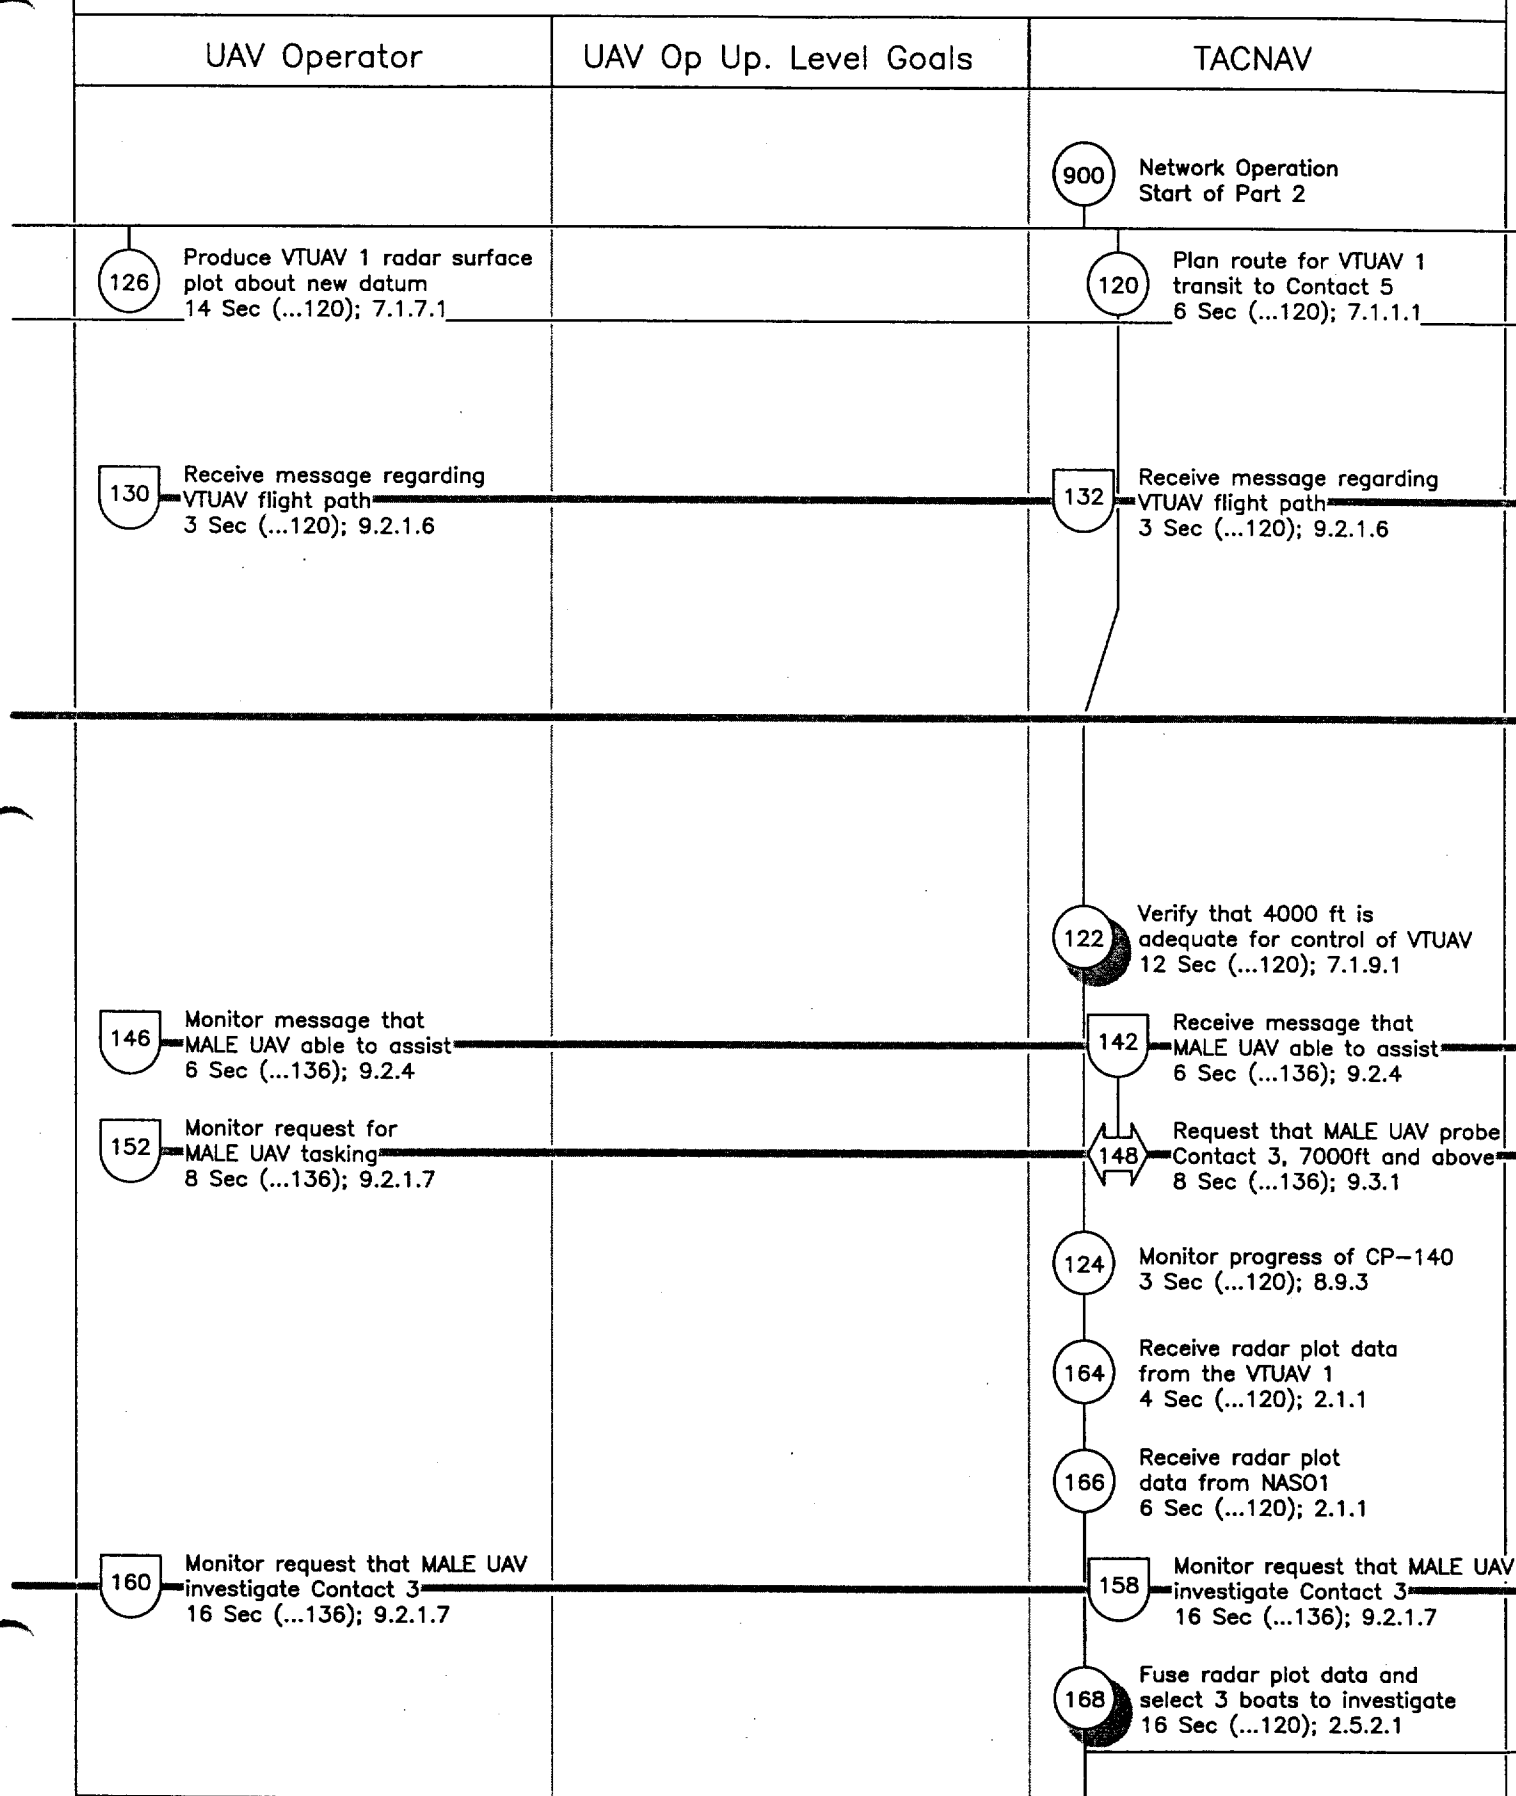 UAV Operator
UAV Op Up. Level Goals
TACNAV
900
Network Operation
Start of Part 2
126
Produce VTUAV 1 radar surface
plot about new datum
14 Sec (...120); 7.1.7.1
120
Plan route for VTUAV 1
transit to Contact 5
6 Sec (...120); 7.1.1.1
130
Receive message regarding
VTUAV flight path
3 Sec (...120); 9.2.1.6
132
Receive message regarding
VTUAV flight path
3 Sec (...120); 9.2.1.6
122
Verify that 4000 ft is
adequate for control of VTUAV
12 Sec (...120); 7.1.9.1
146
Monitor message that
MALE UAV able to assist
6 Sec (...136); 9.2.4
142
Receive message that
MALE UAV able to assist
6 Sec (...136); 9.2.4
152
Monitor request for
MALE UAV tasking
8 Sec (...136); 9.2.1.7
148
Request that MALE UAV probe
Contact 3, 7000ft and above
8 Sec (...136); 9.3.1
124
Monitor progress of CP-140
3 Sec (...120); 8.9.3
164
Receive radar plot data
from the VTUAV 1
4 Sec (...120); 2.1.1
166
Receive radar plot
data from NASO1
6 Sec (...120); 2.1.1
160
Monitor request that MALE UAV
investigate Contact 3
16 Sec (...136); 9.2.1.7
158
Monitor request that MALE UAV
investigate Contact 3
16 Sec (...136); 9.2.1.7
168
Fuse radar plot data and
select 3 boats to investigate
16 Sec (...120); 2.5.2.1